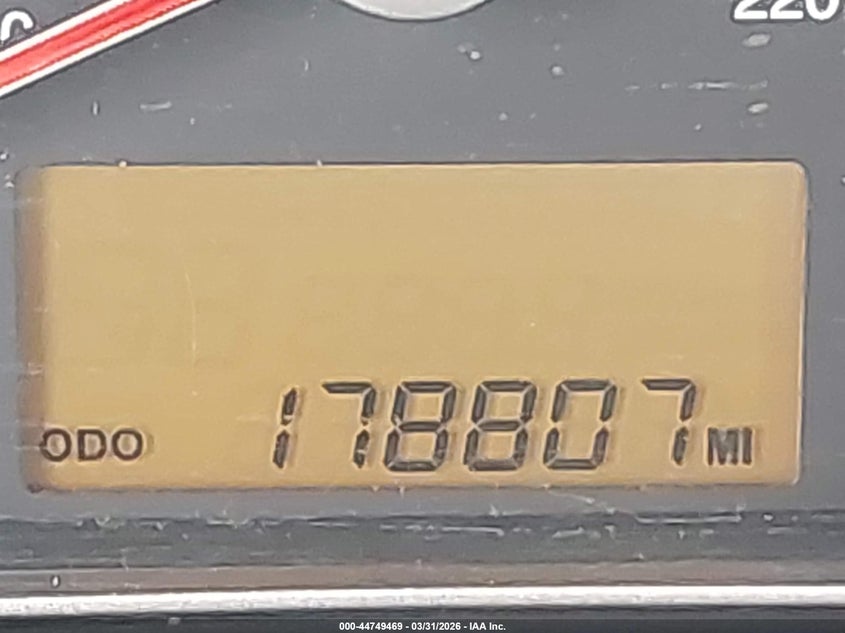 220
ODO 178807 MI
000-44749469 - 03/31/2026 - IAA Inc.